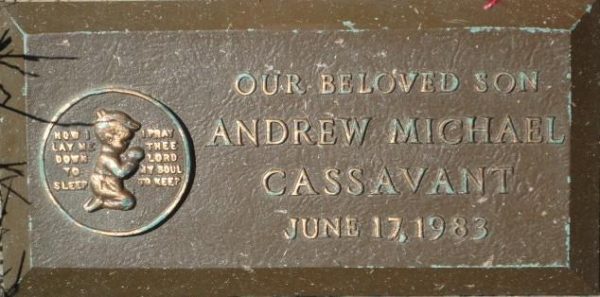 NOW I
LAY ME
DOWN
TO
SLEEP
I PRAY
THEE
LORD
MY SOUL
TO KEEP
OUR BELOVED SON
ANDREW MICHAEL
CASSAVANT
JUNE 17, 1983